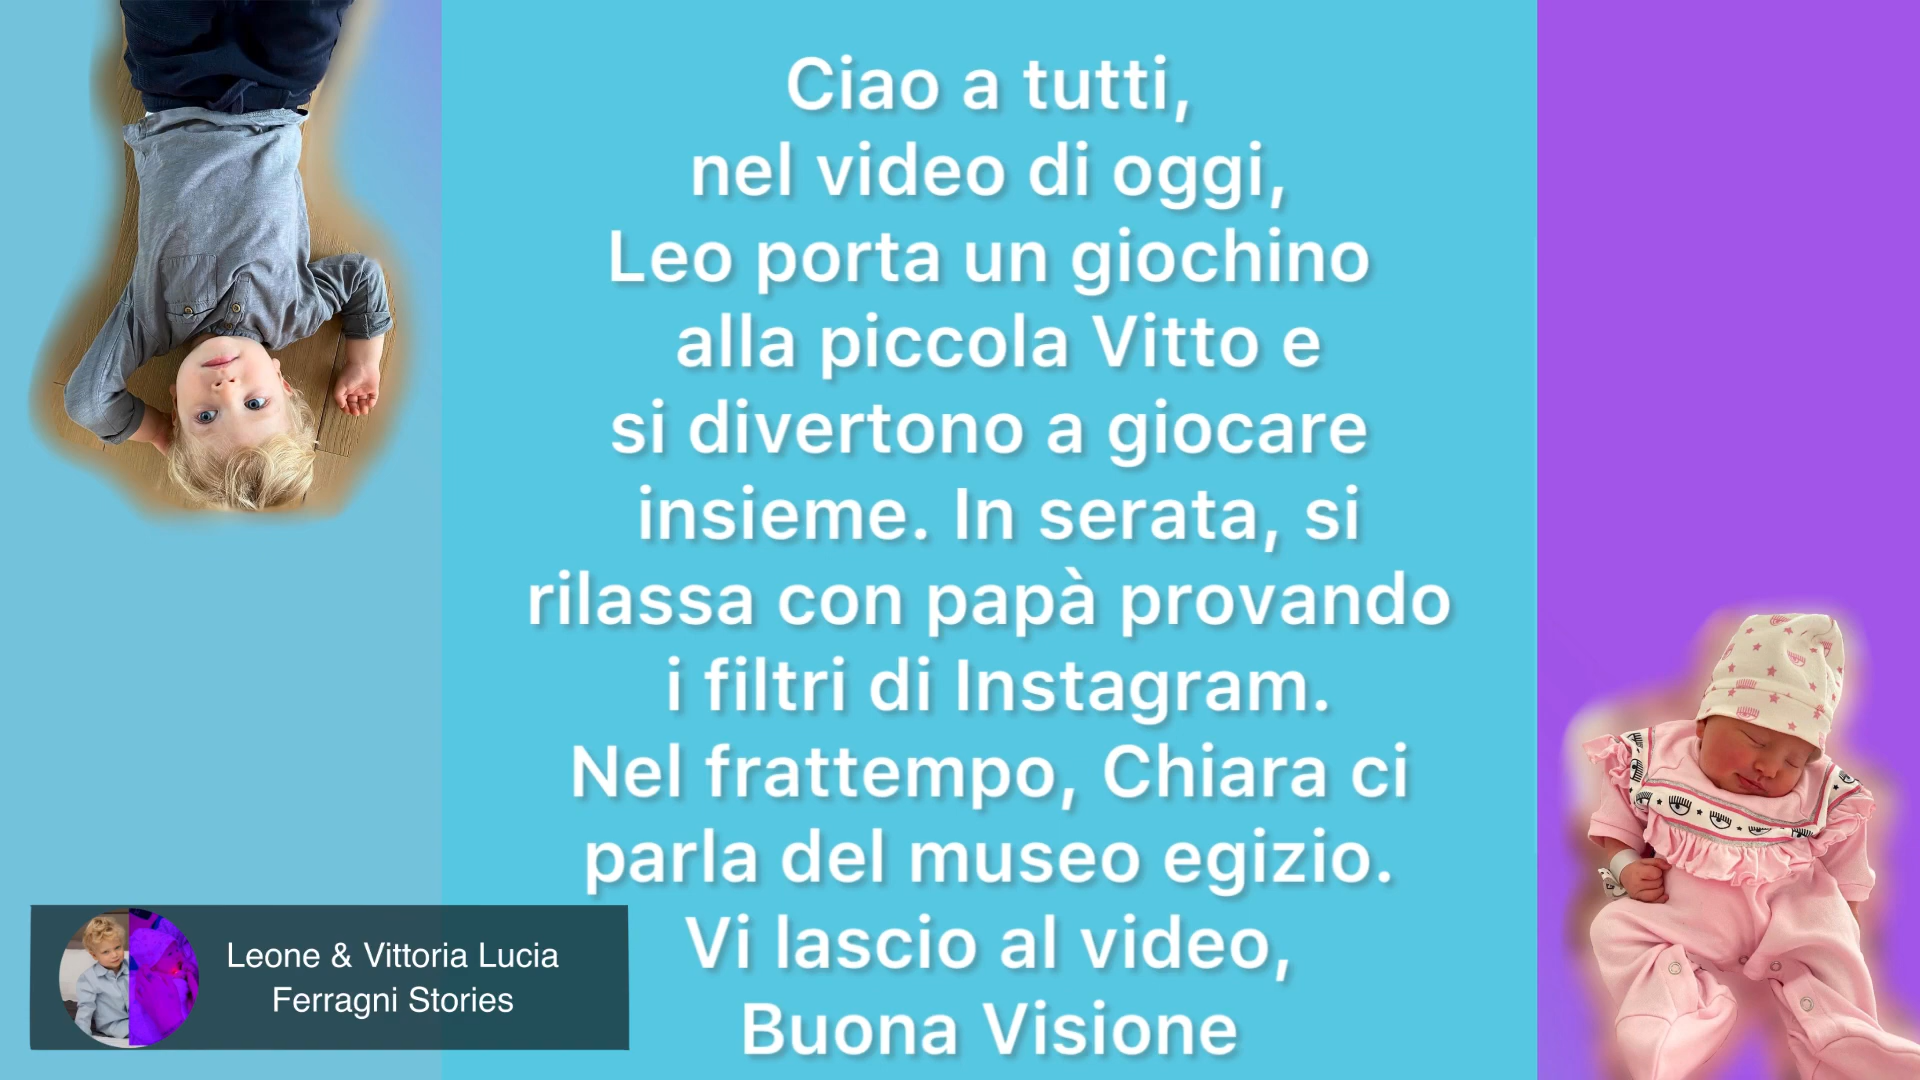 Ciao a tutti,
nel video di oggi,
Leo porta un giochino
alla piccola Vitto e
si divertono a giocare
insieme. In serata, si
rilassa con papà provando
i filtri di Instagram.
Nel frattempo, Chiara ci
parla del museo egizio.
Vi lascio al video,
Buona Visione
Leone & Vittoria Lucia
Ferragni Stories